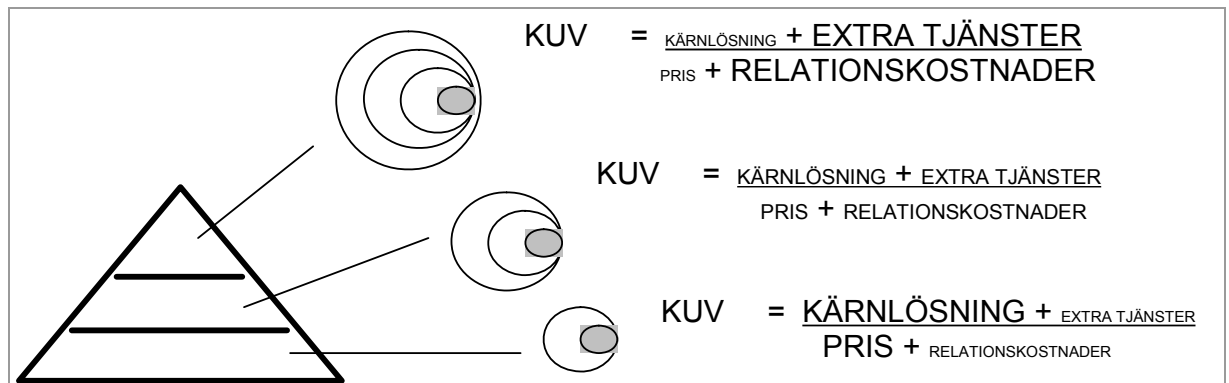 KUV = KÄRNLÖSNING + EXTRA TJÄNSTER
PRIS + RELATIONSKOSTNADER
KUV = KÄRNLÖSNING + EXTRA TJÄNSTER
PRIS + RELATIONSKOSTNADER
KUV = KÄRNLÖSNING + EXTRA TJÄNSTER
PRIS + RELATIONSKOSTNADER